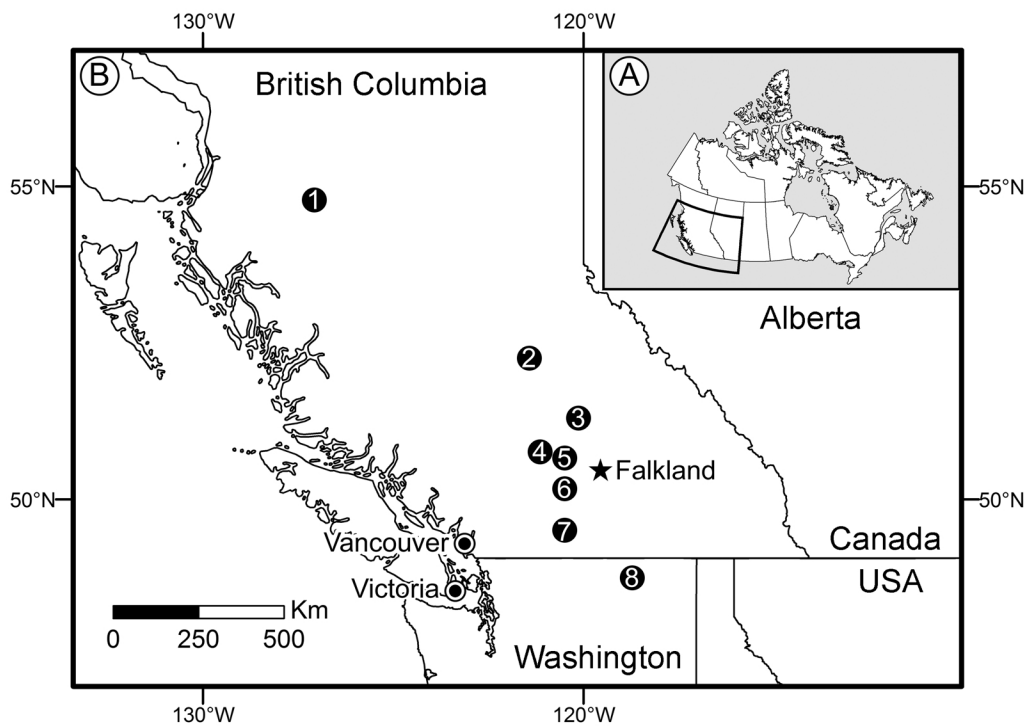 130°W 120°W
B British Columbia A
55°N 1 55°N
Alberta
2
3
4 5 Falkland
50°N 6 50°N
7
Vancouver Canada
8 USA
Victoria
Km
0 250 500
Washington
130°W 120°W